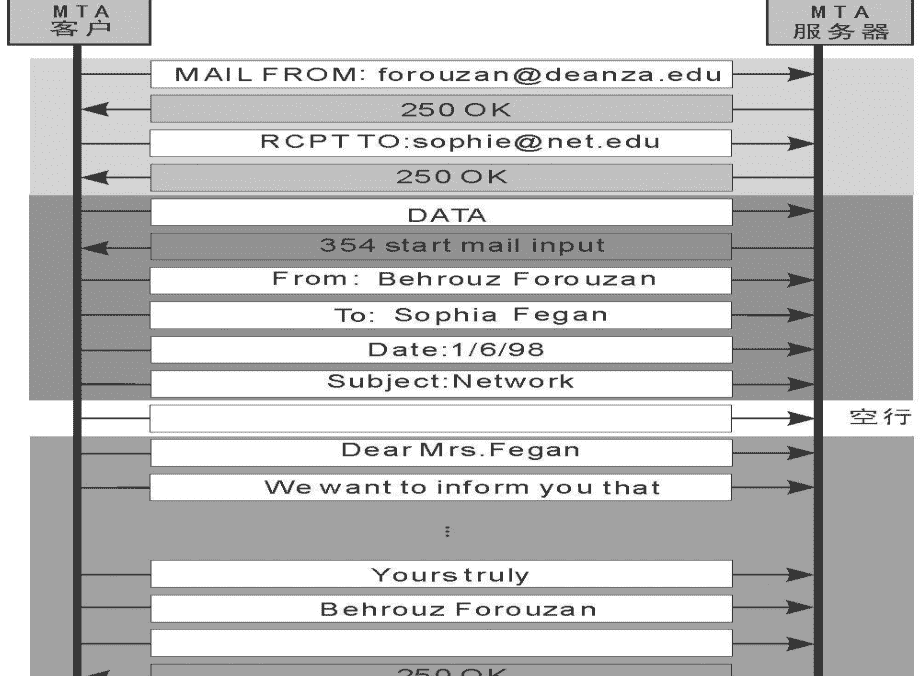 MTA
客户
MTA
服务器
MAIL FROM: forouzan@deanza.edu
250 OK
RCPT TO:sophie@net.edu
250 OK
DATA
354 start mail input
From: Behrouz Forouzan
To: Sophia Fegan
Date:1/6/98
Subject:Network
空行
Dear Mrs.Fegan
We want to inform you that
⋮
Yours truly
Behrouz Forouzan
250 OK